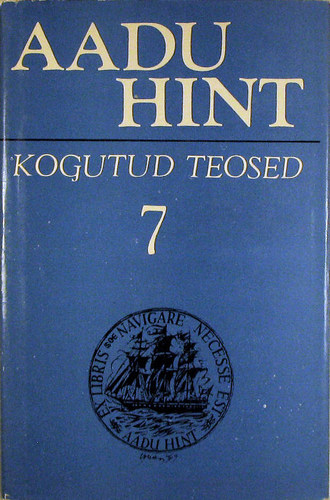 AADU
HINT
KOGUTUD TEOSED
7
EX LIBRIS NAVIGARE NECESSE EST
AADU HINT